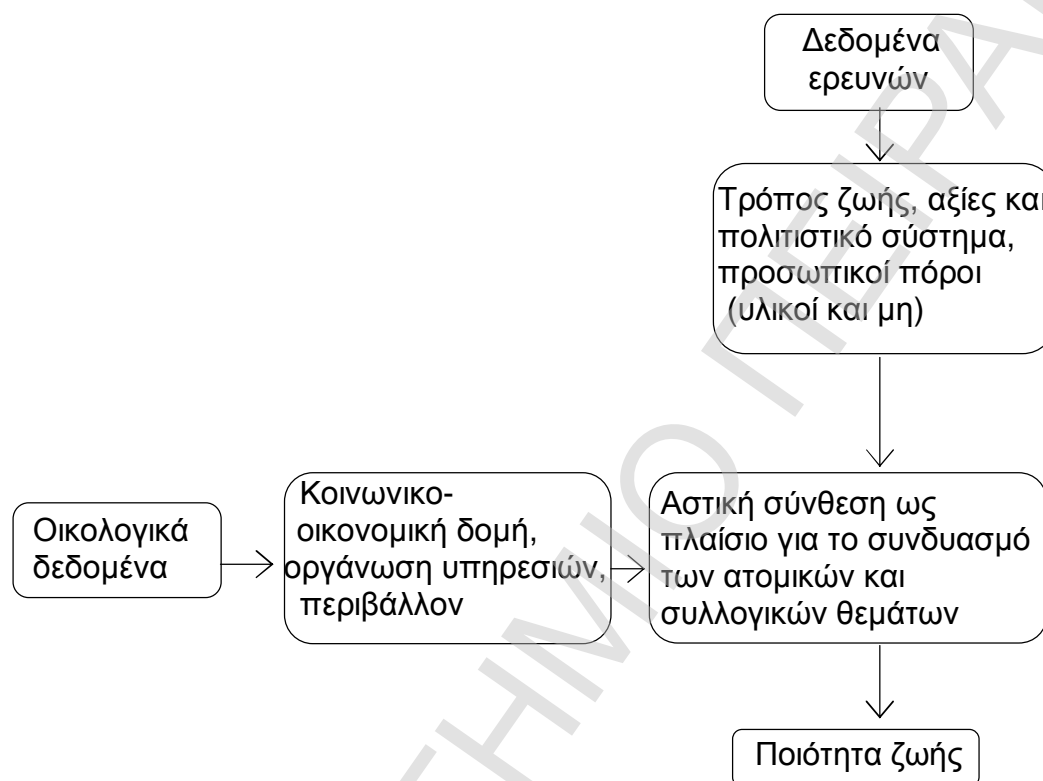 Δεδομένα
ερευνών
Τρόπος ζωής, αξίες και
πολιτιστικό σύστημα,
προσωπικοί πόροι
(υλικοί και μη)
Οικολογικά
δεδομένα
Κοινωνικο-
οικονομική δομή,
οργάνωση υπηρεσιών,
περιβάλλον
Αστική σύνθεση ως
πλαίσιο για το συνδυασμό
των ατομικών και
συλλογικών θεμάτων
Ποιότητα ζωής